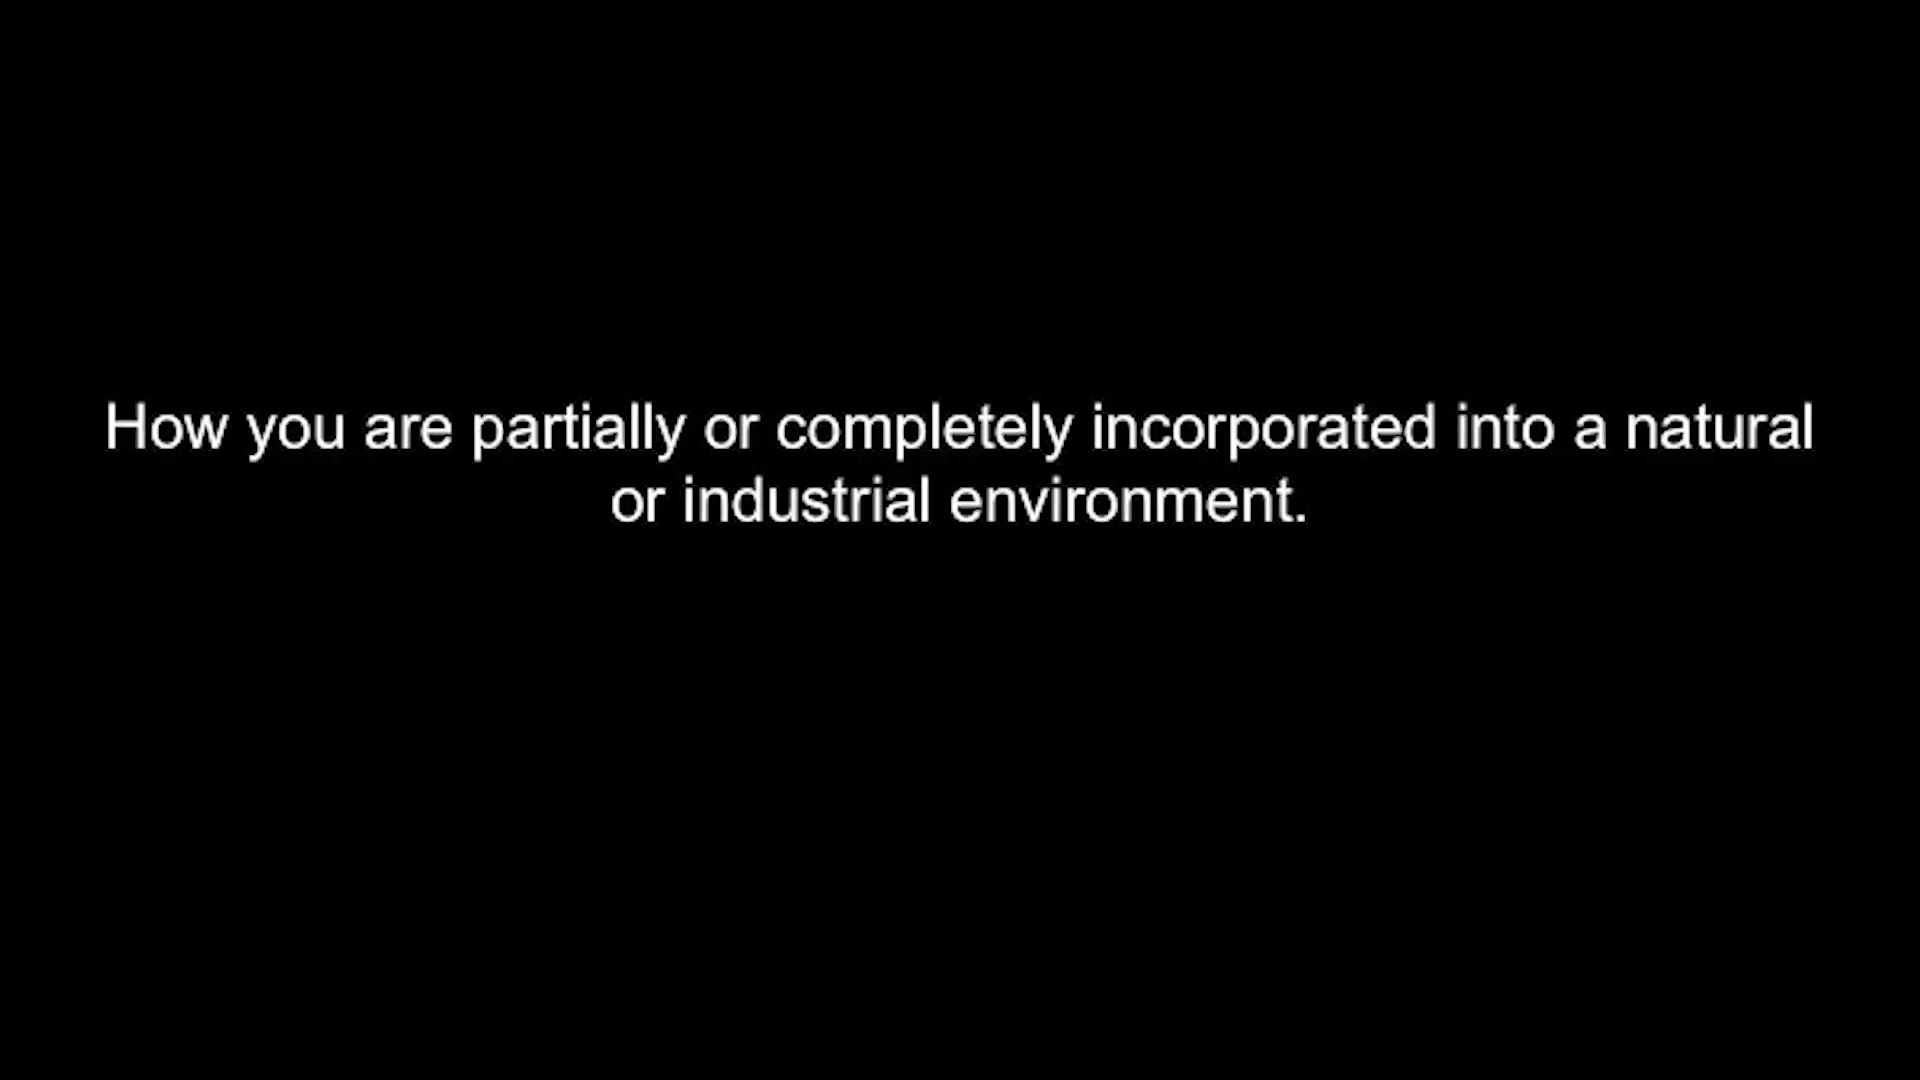 How you are partially or completely incorporated into a natural
or industrial environment.